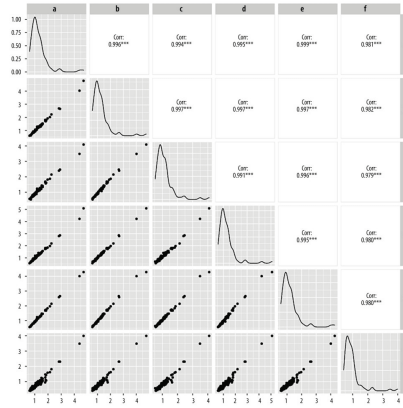 a b c d e f
1.00
0.75
0.50
0.25
0.00
Corr: Corr: Corr: Corr: Corr:
0.996*** 0.994*** 0.995*** 0.999*** 0.981***
4
3
2
1
Corr: Corr: Corr: Corr:
0.997*** 0.997*** 0.997*** 0.982***
4
3
2
1
Corr: Corr: Corr:
0.991*** 0.996*** 0.979***
5
4
3
2
1
Corr: Corr:
0.995*** 0.980***
4
3
2
1
Corr:
0.980***
4
3
2
1
1 2 3 4 1 2 3 4 1 2 3 4 1 2 3 4 5 1 2 3 4 1 2 3 4